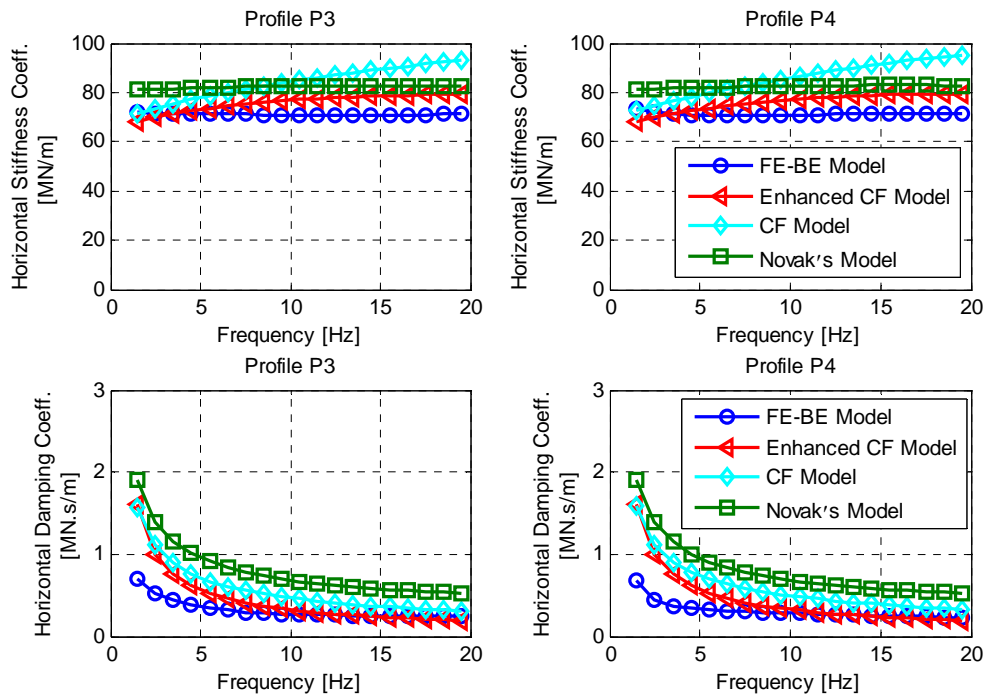 Profile P3
Horizontal Stiffness Coeff.
[MN/m]
100
80
60
40
20
0
0 5 10 15 20
Frequency [Hz]
Profile P4
Horizontal Stiffness Coeff.
[MN/m]
100
80
60
40
20
0
0 5 10 15 20
Frequency [Hz]
FE-BE Model
Enhanced CF Model
CF Model
Novak's Model
Profile P3
Horizontal Damping Coeff.
[MN.s/m]
3
2
1
0
0 5 10 15 20
Frequency [Hz]
Profile P4
Horizontal Damping Coeff.
[MN.s/m]
3
2
1
0
0 5 10 15 20
Frequency [Hz]
FE-BE Model
Enhanced CF Model
CF Model
Novak's Model